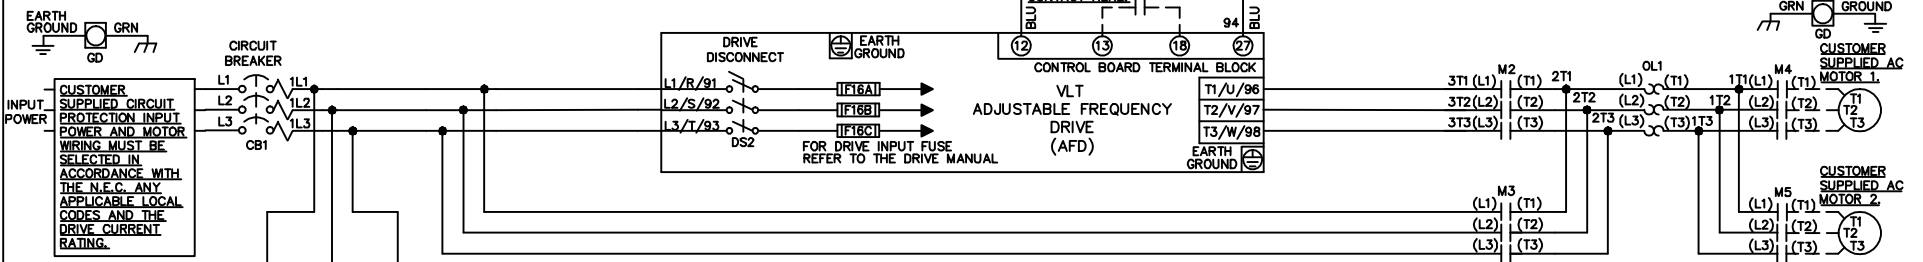 EARTH
GROUND
GRN
GD
CIRCUIT
BREAKER
INPUT
POWER
CUSTOMER
SUPPLIED CIRCUIT
PROTECTION INPUT
POWER AND MOTOR
WIRING MUST BE
SELECTED IN
ACCORDANCE WITH
THE N.E.C. ANY
APPLICABLE LOCAL
CODES AND THE
DRIVE CURRENT
RATING.
L1
L2
L3
1L1
1L2
1L3
CB1
BLU
94
BLU
12
13
18
27
CONTROL BOARD TERMINAL BLOCK
DRIVE
DISCONNECT
EARTH
GROUND
L1/R/91
L2/S/92
L3/T/93
DS2
F16A
F16B
F16C
FOR DRIVE INPUT FUSE
REFER TO THE DRIVE MANUAL
VLT
ADJUSTABLE FREQUENCY
DRIVE
(AFD)
T1/U/96
T2/V/97
T3/W/98
EARTH
GROUND
M2
3T1 (L1) (T1) 2T1
3T2(L2) (T2) 2T2
3T3(L3) (T3) 2T3
M3
(L1) (T1)
(L2) (T2)
(L3) (T3)
OL1
(L1) (T1) 1T1
(L2) (T2) 1T2
(L3) (T3) 1T3
GRN
GROUND
GD
CUSTOMER
SUPPLIED AC
MOTOR 1.
M4
(L1) (T1)
(L2) (T2)
(L3) (T3)
T1
T2
T3
CUSTOMER
SUPPLIED AC
MOTOR 2.
M5
(L1) (T1)
(L2) (T2)
(L3) (T3)
T1
T2
T3